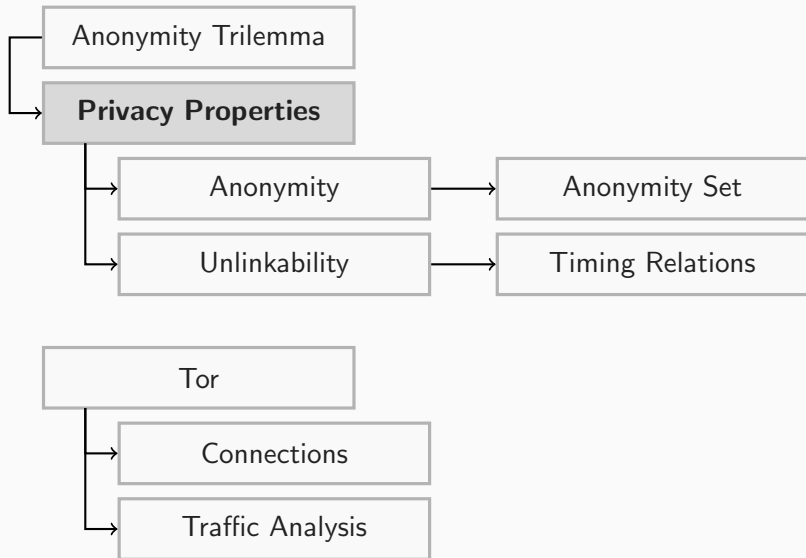 Anonymity Trilemma
Privacy Properties
Anonymity
Anonymity Set
Unlinkability
Timing Relations
Tor
Connections
Traffic Analysis